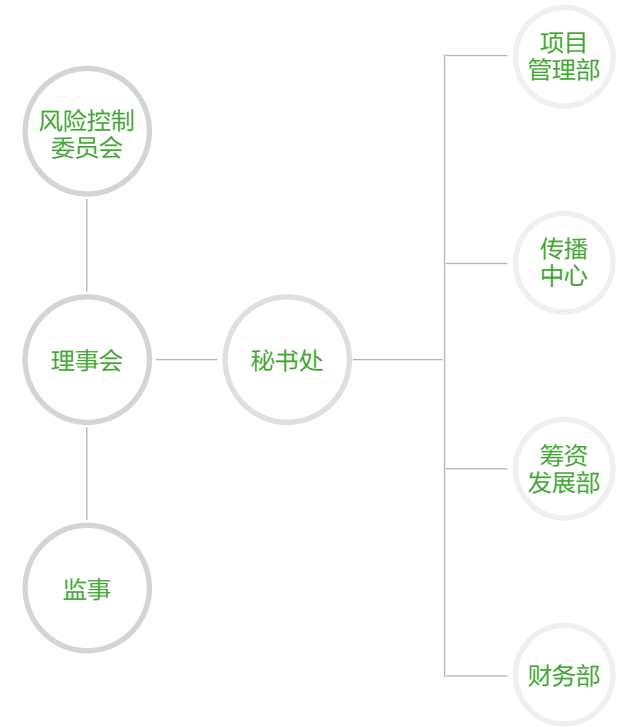 风险控制
委员会
理事会
监事
秘书处
项目
管理部
传播
中心
筹资
发展部
财务部